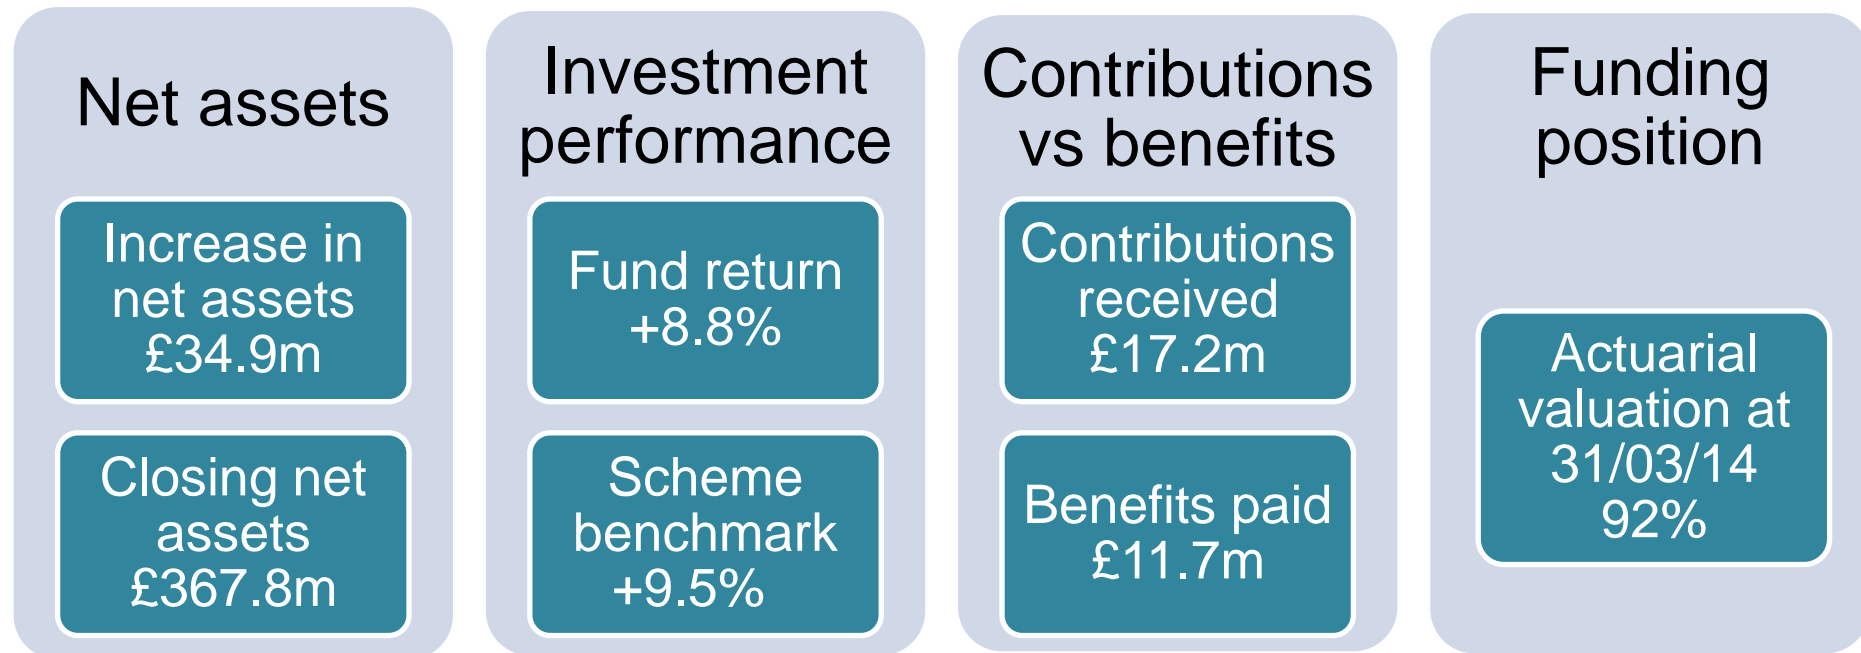 Net assets
Increase in
net assets
£34.9m
Closing net
assets
£367.8m
Investment
performance
Fund return
+8.8%
Scheme
benchmark
+9.5%
Contributions
vs benefits
Contributions
received
£17.2m
Benefits paid
£11.7m
Funding
position
Actuarial
valuation at
31/03/14
92%